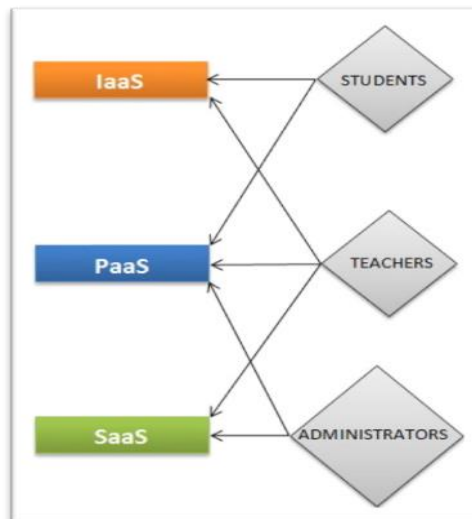 IaaS
STUDENTS
PaaS
TEACHERS
SaaS
ADMINISTRATORS